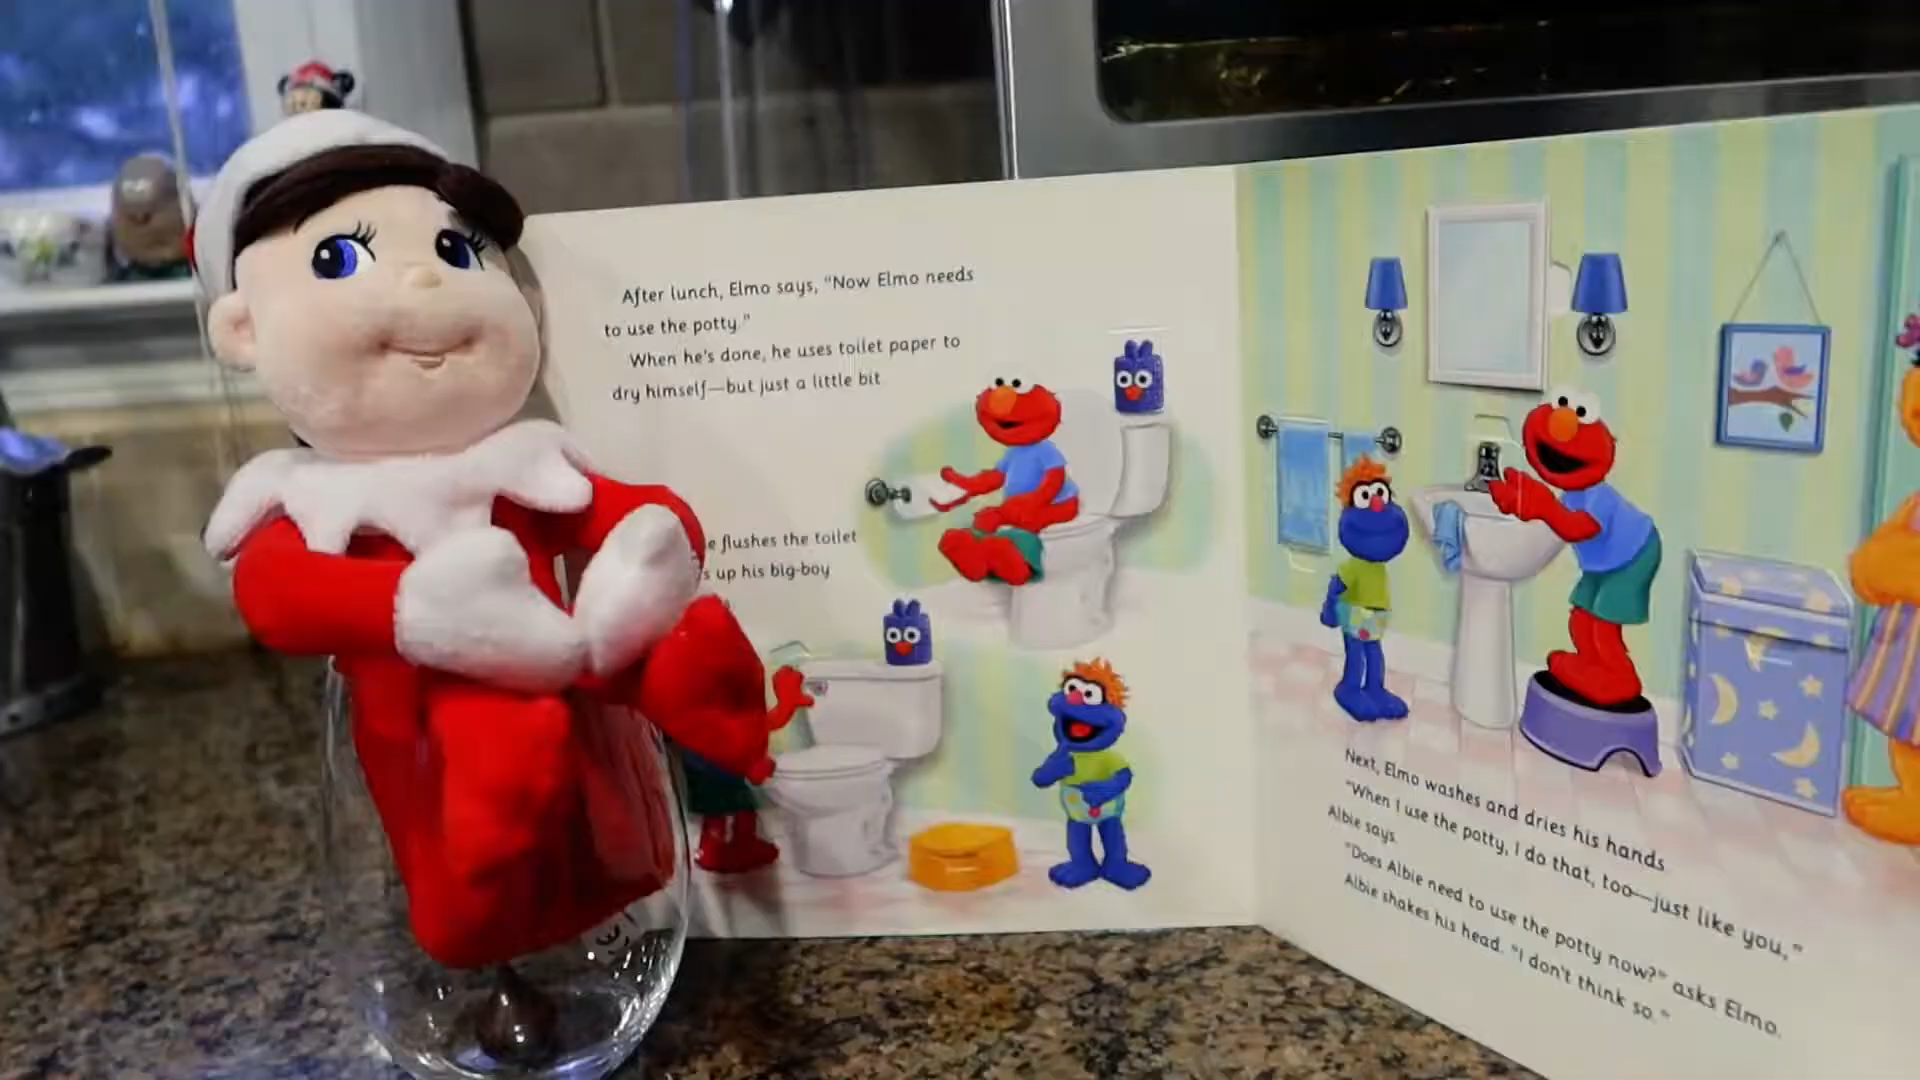 After lunch, Elmo says, "Now Elmo needs
to use the potty."
When he's done, he uses toilet paper to
dry himself—but just a little bit
flushes the toilet
up his big-boy
Next, Elmo washes and dries his hands.
"When I use the potty, I do that, too—just like you,"
Albie says.
"Does Albie need to use the potty now?" asks Elmo.
Albie shakes his head. "I don't think so."